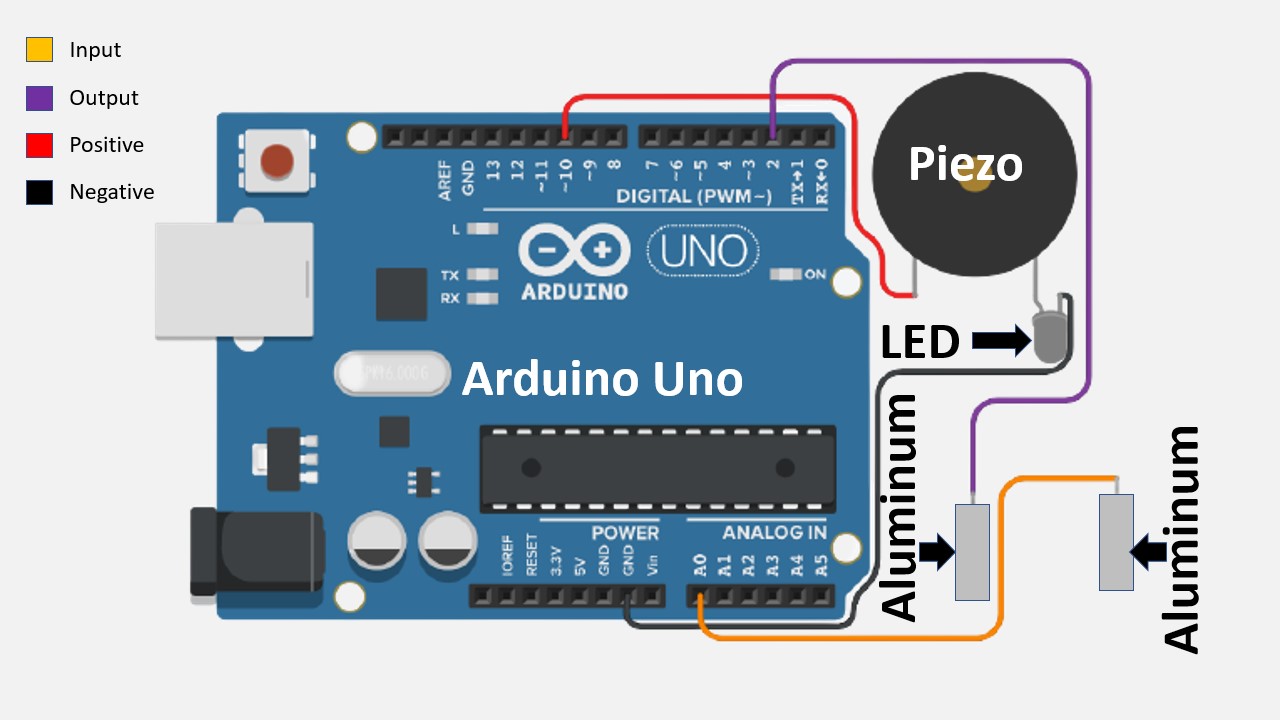 Input
Output
Positive
Negative
Piezo
AREF
GND
13
12
~11
~10
~9
8
7
~6
~5
4
~3
2
TX→1
RX←0
DIGITAL (PWM~)
L
TX
RX
ARDUINO
UNO
ON
LED
Arduino Uno
Aluminum
Aluminum
POWER
ANALOG IN
IOREF
RESET
3.3V
5V
GND
GND
Vin
A0
A1
A2
A3
A4
A5